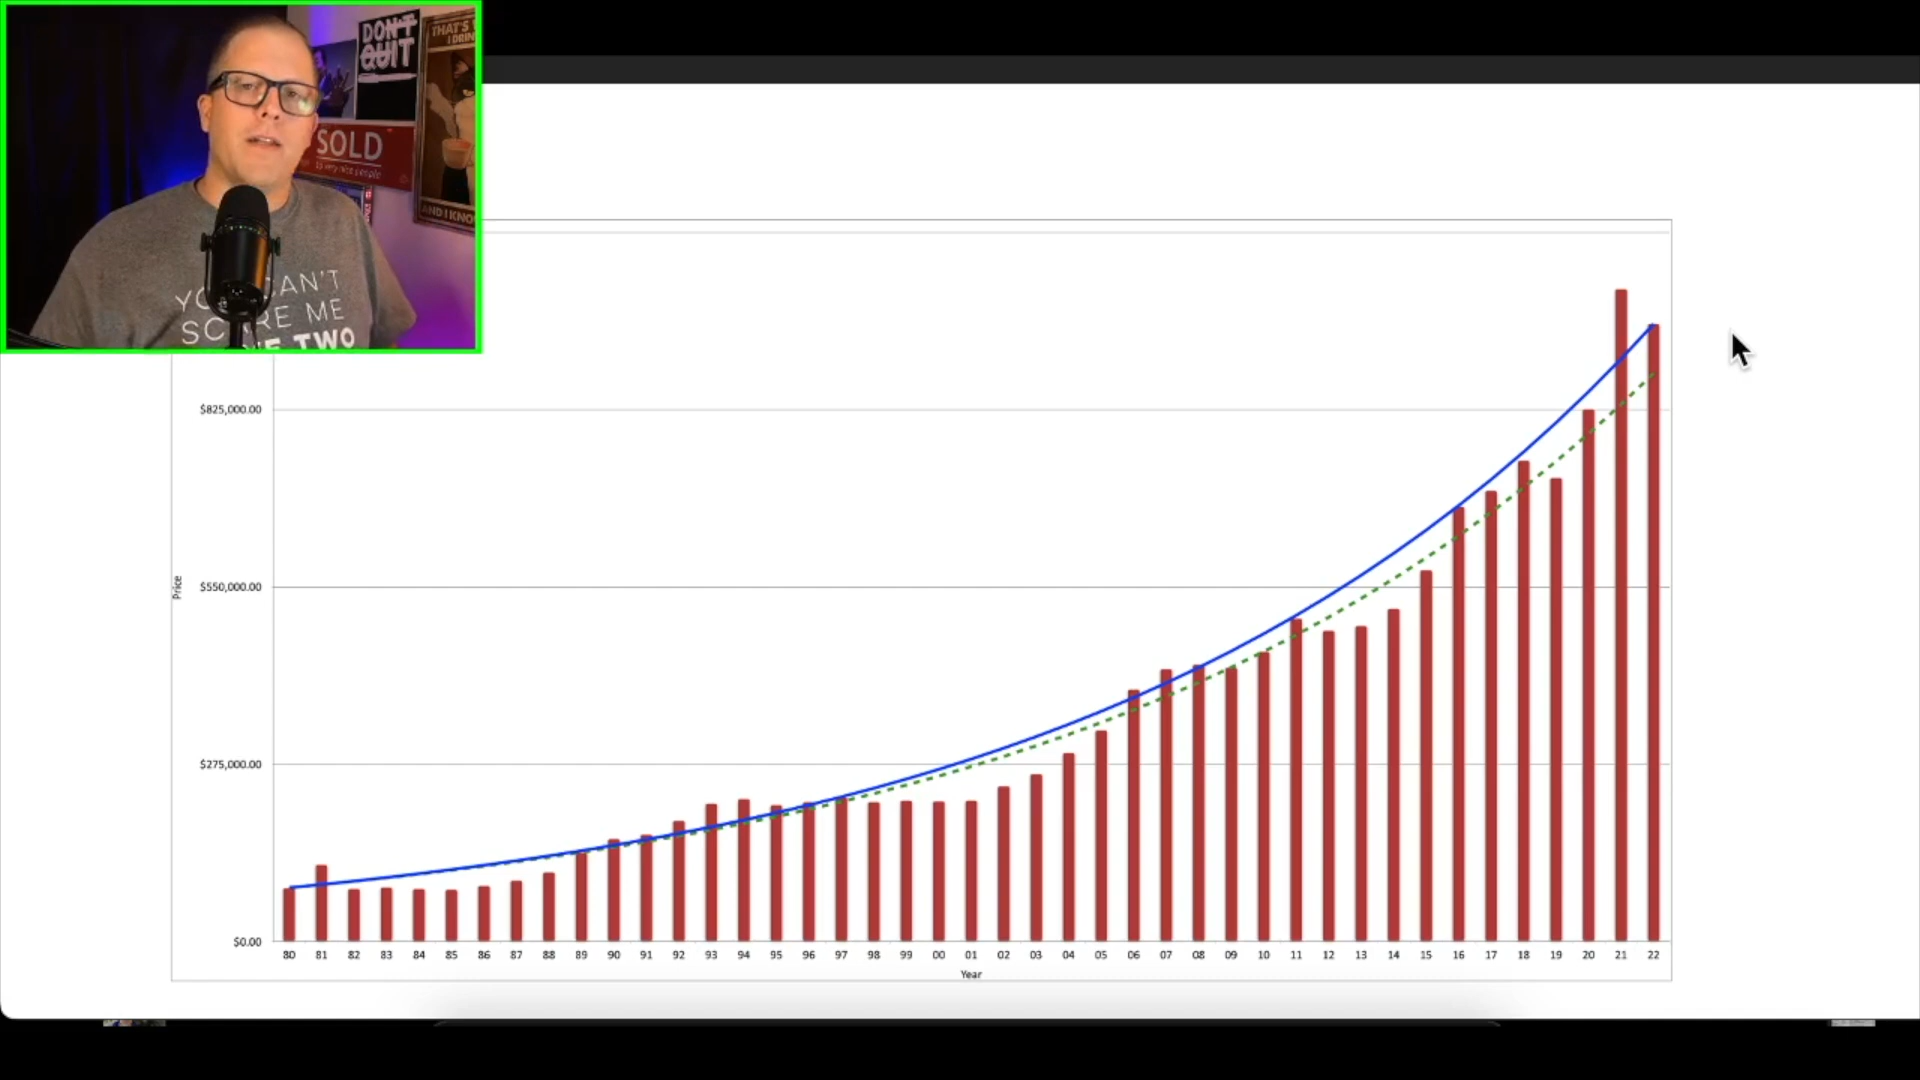 DON'T
QUIT
THAT'S
I DRIN
SOLD
AND I KNO
CAN'T
SCARE ME
TWO
$825,000.00
$550,000.00
$275,000.00
$0.00
Price
80 81 82 83 84 85 86 87 88 89 90 91 92 93 94 95 96 97 98 99 00 01 02 03 04 05 06 07 08 09 10 11 12 13 14 15 16 17 18 19 20 21 22
Year